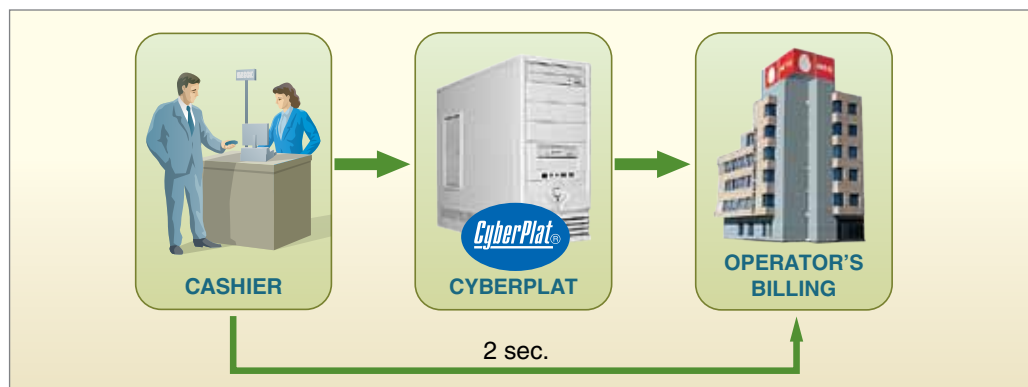 CyberPlat®
CASHIER
CYBERPLAT
OPERATOR'S
BILLING
2 sec.